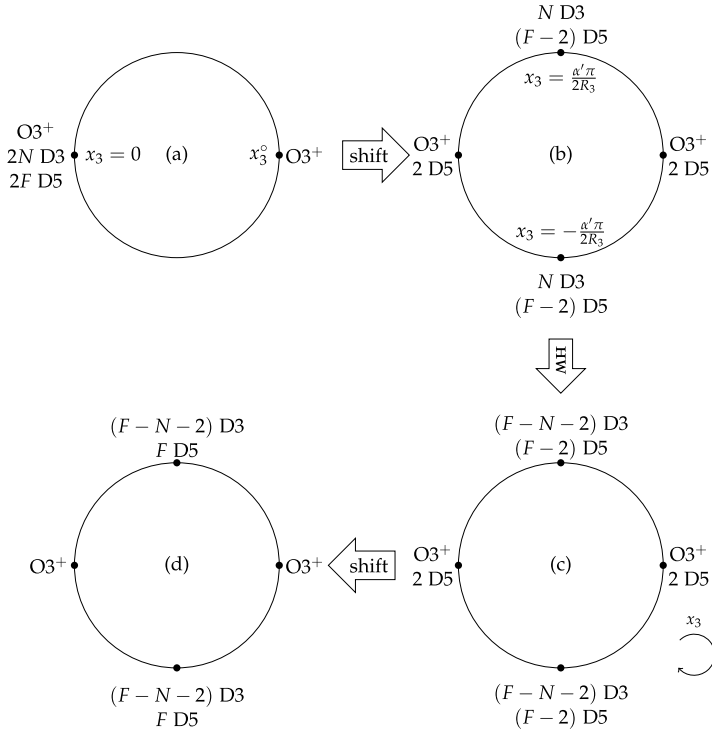 N D3
(F − 2) D5
x₃ = α′π/2R₃
O3⁺
2N D3
2F D5
x₃ = 0
(a)
x₃°
O3⁺
shift
O3⁺
2 D5
(b)
O3⁺
2 D5
x₃ = −α′π/2R₃
N D3
(F − 2) D5
HW
(F − N − 2) D3
F D5
(F − N − 2) D3
(F − 2) D5
O3⁺
(d)
O3⁺
shift
O3⁺
2 D5
(c)
O3⁺
2 D5
x₃
(F − N − 2) D3
F D5
(F − N − 2) D3
(F − 2) D5